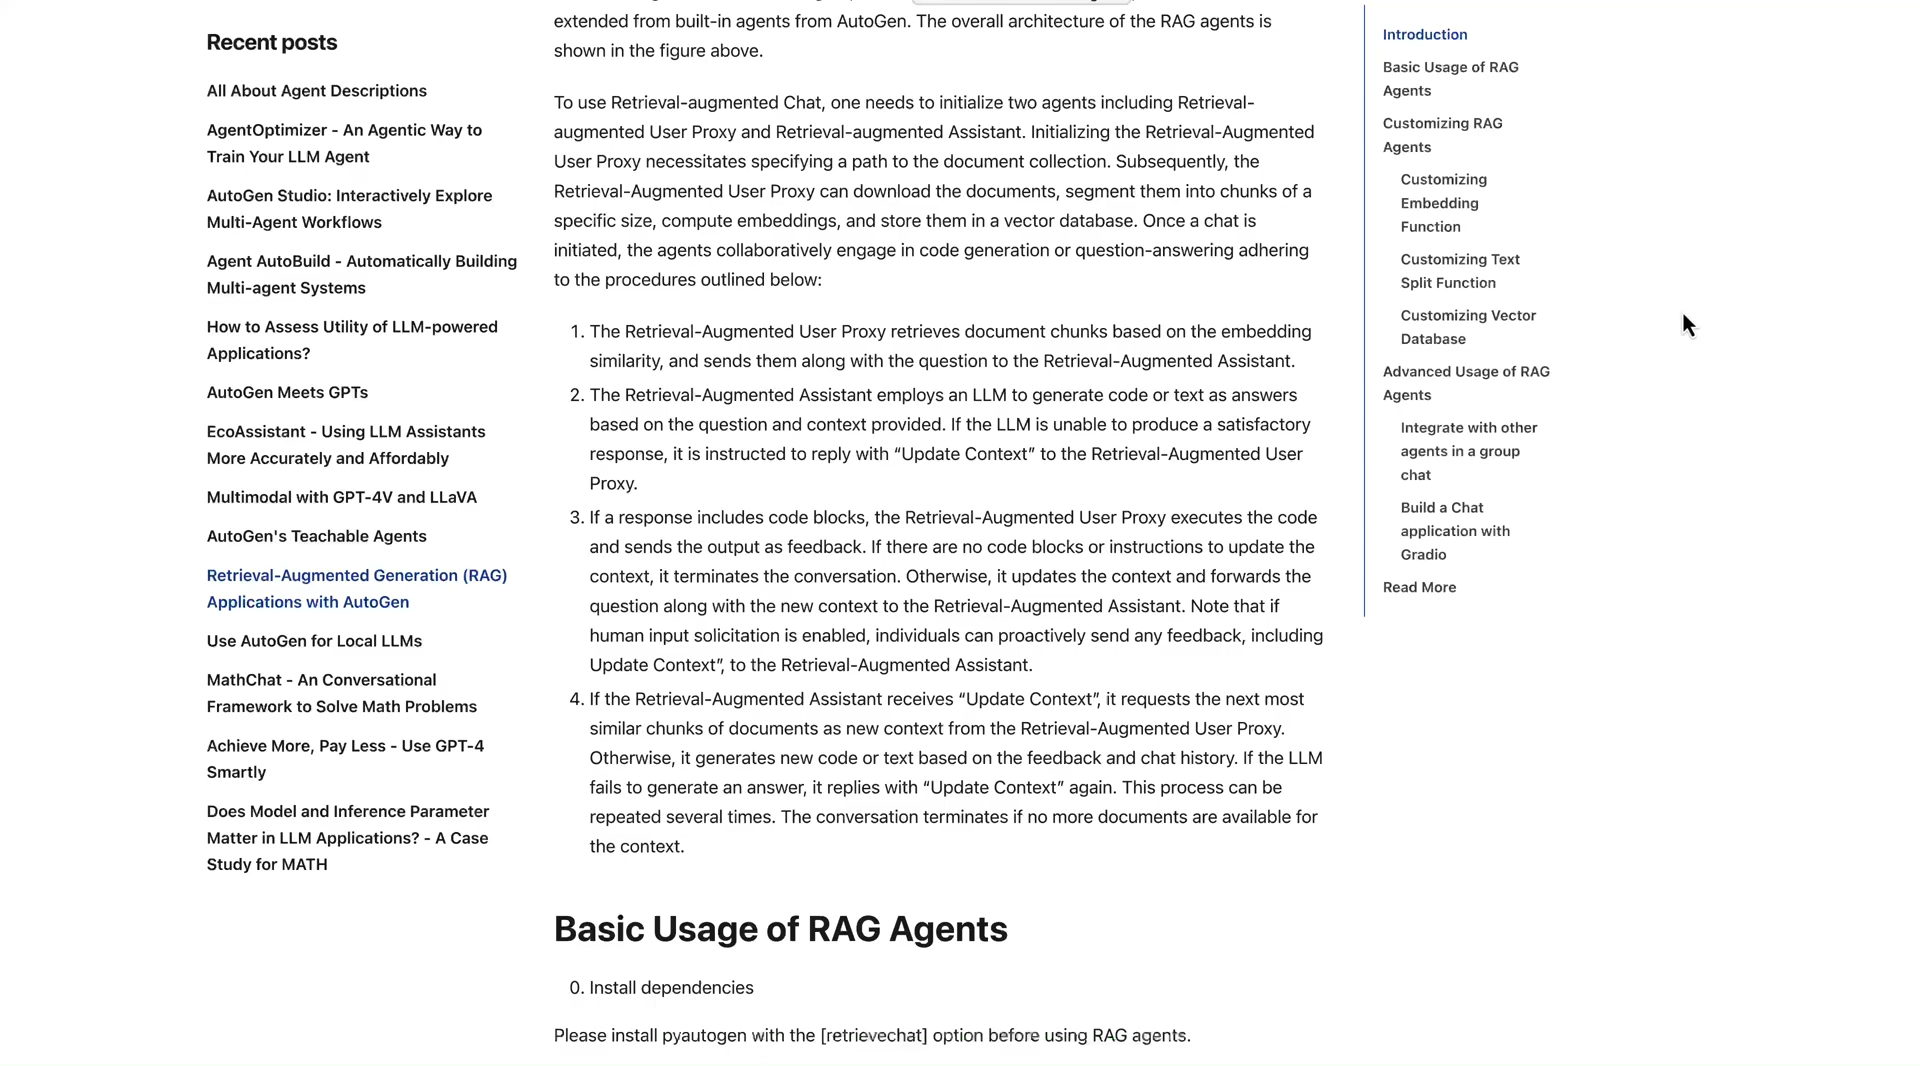 Recent posts
All About Agent Descriptions
AgentOptimizer - An Agentic Way to
Train Your LLM Agent
AutoGen Studio: Interactively Explore
Multi-Agent Workflows
Agent AutoBuild - Automatically Building
Multi-agent Systems
How to Assess Utility of LLM-powered
Applications?
AutoGen Meets GPTs
EcoAssistant - Using LLM Assistants
More Accurately and Affordably
Multimodal with GPT-4V and LLaVA
AutoGen's Teachable Agents
Retrieval-Augmented Generation (RAG)
Applications with AutoGen
Use AutoGen for Local LLMs
MathChat - An Conversational
Framework to Solve Math Problems
Achieve More, Pay Less - Use GPT-4
Smartly
Does Model and Inference Parameter
Matter in LLM Applications? - A Case
Study for MATH
extended from built-in agents from AutoGen. The overall architecture of the RAG agents is
shown in the figure above.
To use Retrieval-augmented Chat, one needs to initialize two agents including Retrieval-
augmented User Proxy and Retrieval-augmented Assistant. Initializing the Retrieval-Augmented
User Proxy necessitates specifying a path to the document collection. Subsequently, the
Retrieval-Augmented User Proxy can download the documents, segment them into chunks of a
specific size, compute embeddings, and store them in a vector database. Once a chat is
initiated, the agents collaboratively engage in code generation or question-answering adhering
to the procedures outlined below:
1. The Retrieval-Augmented User Proxy retrieves document chunks based on the embedding
similarity, and sends them along with the question to the Retrieval-Augmented Assistant.
2. The Retrieval-Augmented Assistant employs an LLM to generate code or text as answers
based on the question and context provided. If the LLM is unable to produce a satisfactory
response, it is instructed to reply with “Update Context” to the Retrieval-Augmented User
Proxy.
3. If a response includes code blocks, the Retrieval-Augmented User Proxy executes the code
and sends the output as feedback. If there are no code blocks or instructions to update the
context, it terminates the conversation. Otherwise, it updates the context and forwards the
question along with the new context to the Retrieval-Augmented Assistant. Note that if
human input solicitation is enabled, individuals can proactively send any feedback, including
Update Context”, to the Retrieval-Augmented Assistant.
4. If the Retrieval-Augmented Assistant receives “Update Context”, it requests the next most
similar chunks of documents as new context from the Retrieval-Augmented User Proxy.
Otherwise, it generates new code or text based on the feedback and chat history. If the LLM
fails to generate an answer, it replies with “Update Context” again. This process can be
repeated several times. The conversation terminates if no more documents are available for
the context.
Basic Usage of RAG Agents
0. Install dependencies
Please install pyautogen with the [retrievechat] option before using RAG agents.
Introduction
Basic Usage of RAG
Agents
Customizing RAG
Agents
Customizing
Embedding
Function
Customizing Text
Split Function
Customizing Vector
Database
Advanced Usage of RAG
Agents
Integrate with other
agents in a group
chat
Build a Chat
application with
Gradio
Read More